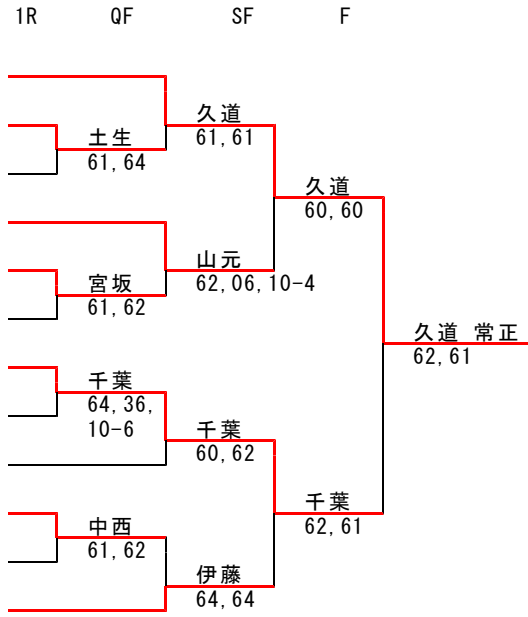 1R QF SF F
久道
61,61
土生
61,64
久道
60,60
山元
62,06,10-4
宮坂
61,62
久道 常正
62,61
千葉
64,36,
10-6
千葉
60,62
千葉
62,61
中西
61,62
伊藤
64,64